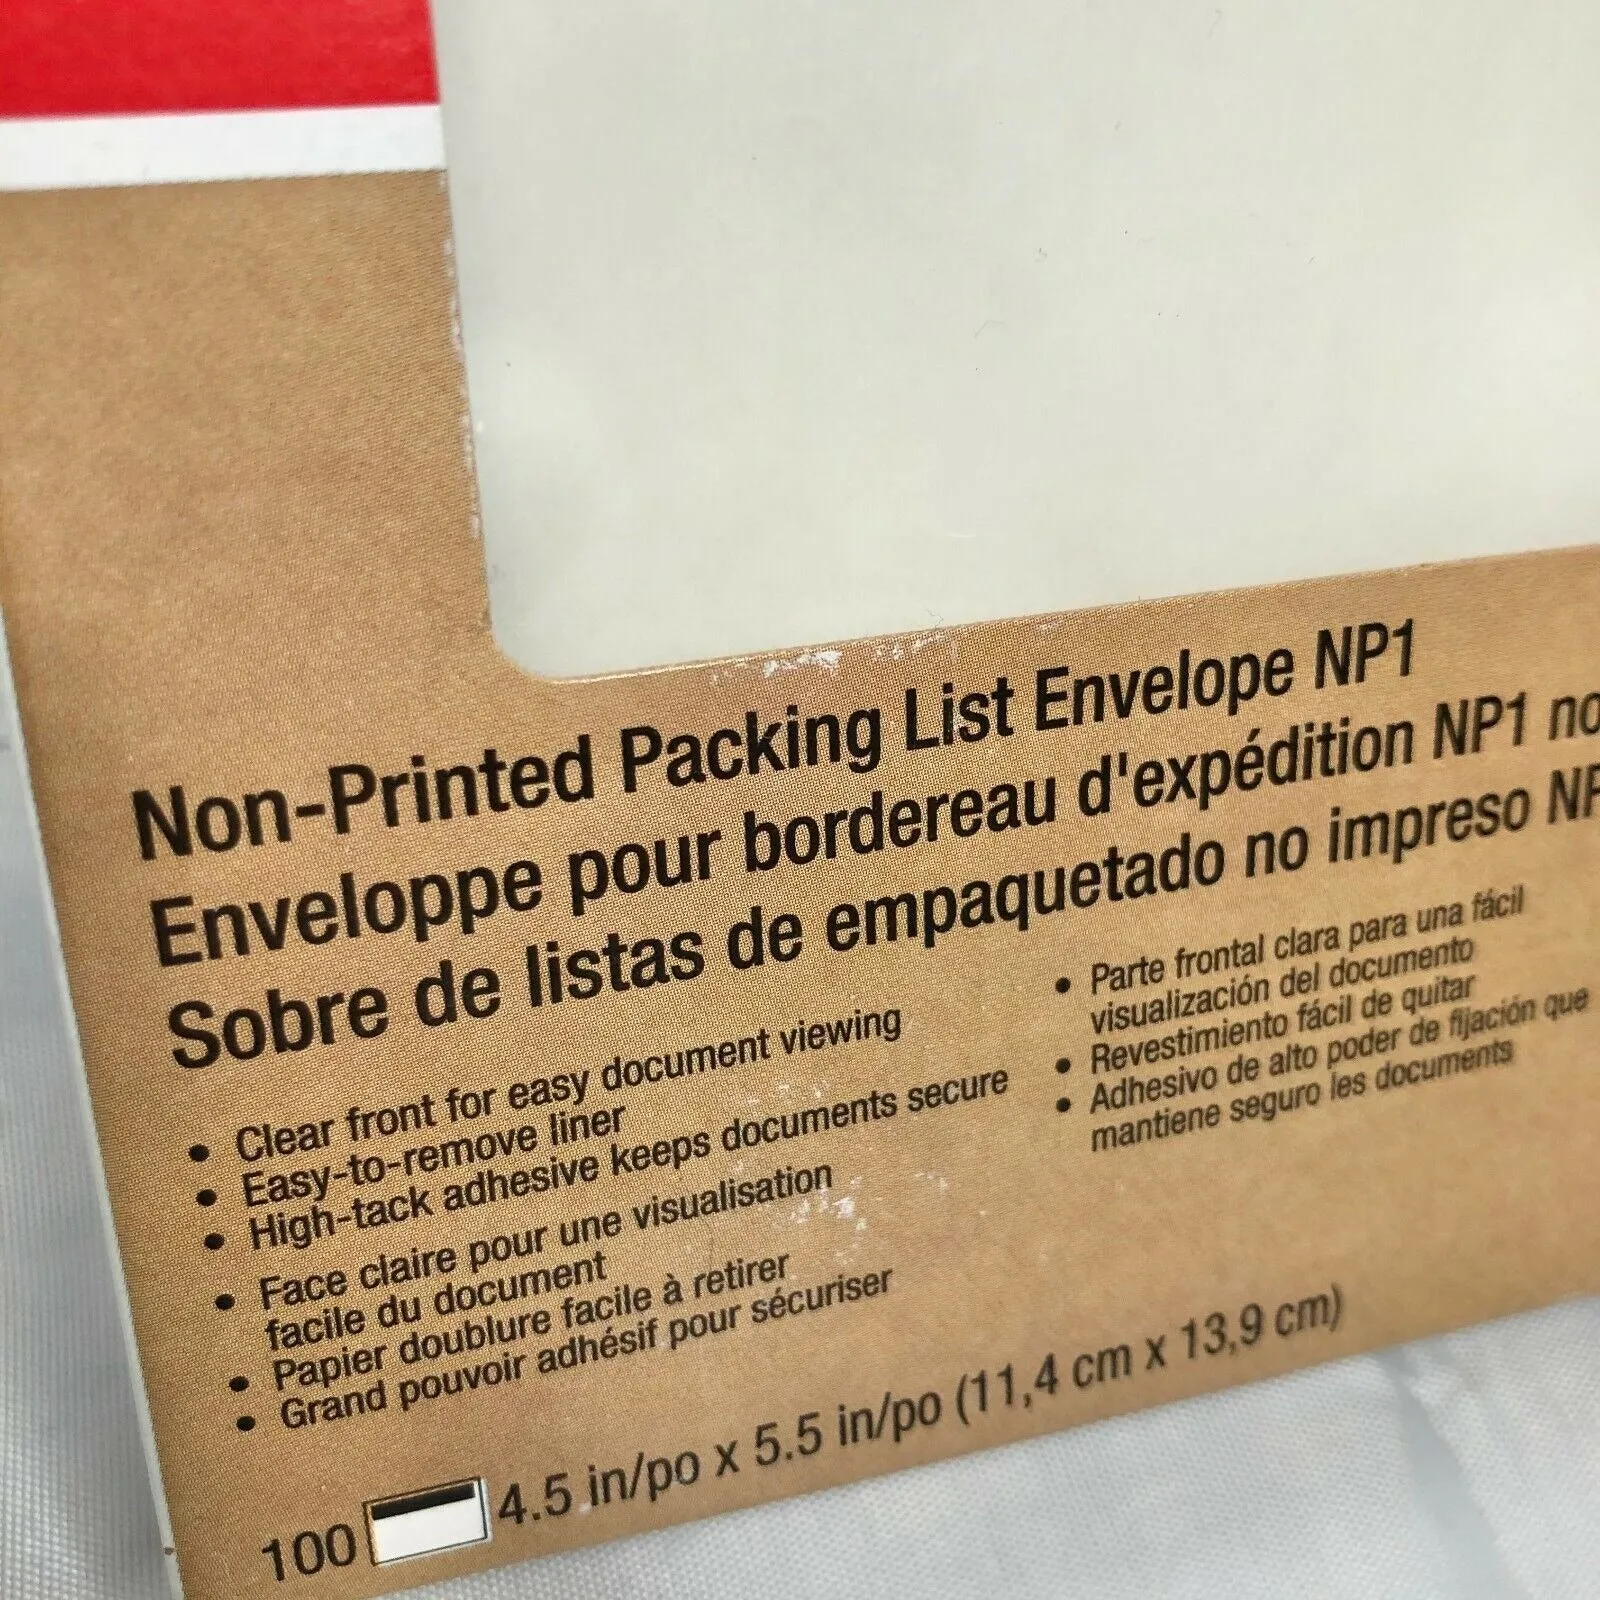 Non-Printed Packing List Envelope NP1
Enveloppe pour bordereau d'expédition NP1 no
Sobre de listas de empaquetado no impreso NP
• Clear front for easy document viewing
• Easy-to-remove liner
• High-tack adhesive keeps documents secure
• Face claire pour une visualisation
facile du document
• Papier doublure facile à retirer
• Grand pouvoir adhésif pour sécuriser
• Parte frontal clara para una fácil
visualización del documento
• Revestimiento fácil de quitar
• Adhesivo de alto poder de fijación que
mantiene seguro les documents
100 4.5 in/po x 5.5 in/po (11,4 cm x 13,9 cm)